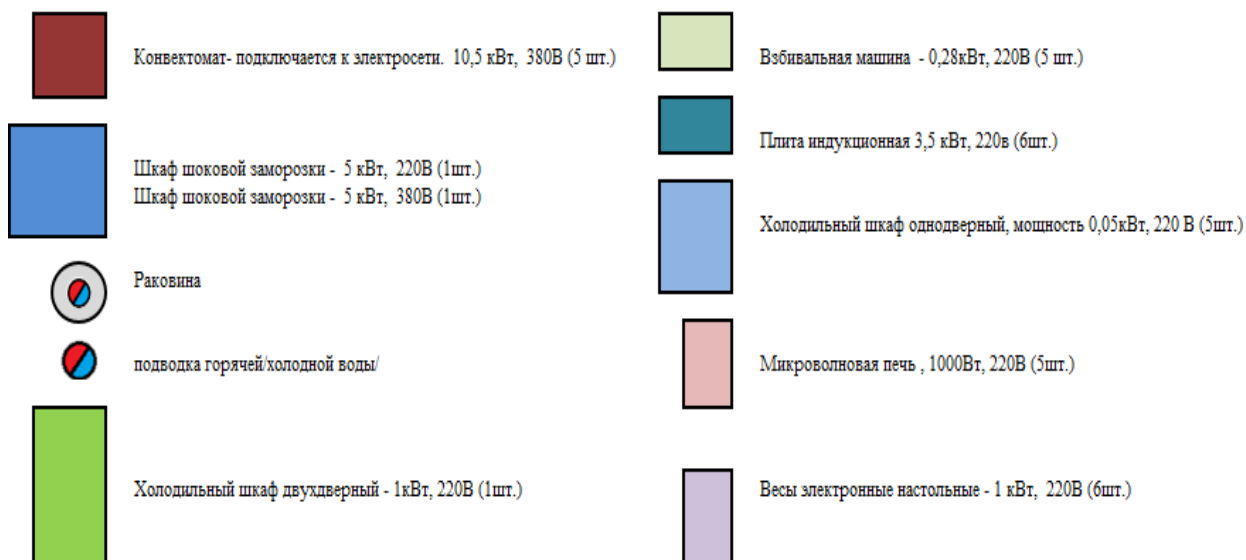 Конвектомат- подключается к электросети.  10,5 кВт,  380В (5 шт.)
Шкаф шоковой заморозки -  5 кВт,  220В (1шт.)
Шкаф шоковой заморозки -  5 кВт,  380В (1шт.)
Раковина
подводка горячей/холодной воды/
Холодильный шкаф двухдверный - 1кВт, 220В (1шт.)
Взбивальная машина  - 0,28кВт, 220В (5 шт.)
Плита индукционная 3,5 кВт, 220в (6шт.)
Холодильный шкаф однодверный, мощность 0,05кВт, 220 В (5шт.)
Микроволновая печь , 1000Вт, 220В (5шт.)
Весы электронные настольные - 1 кВт,  220В (6шт.)